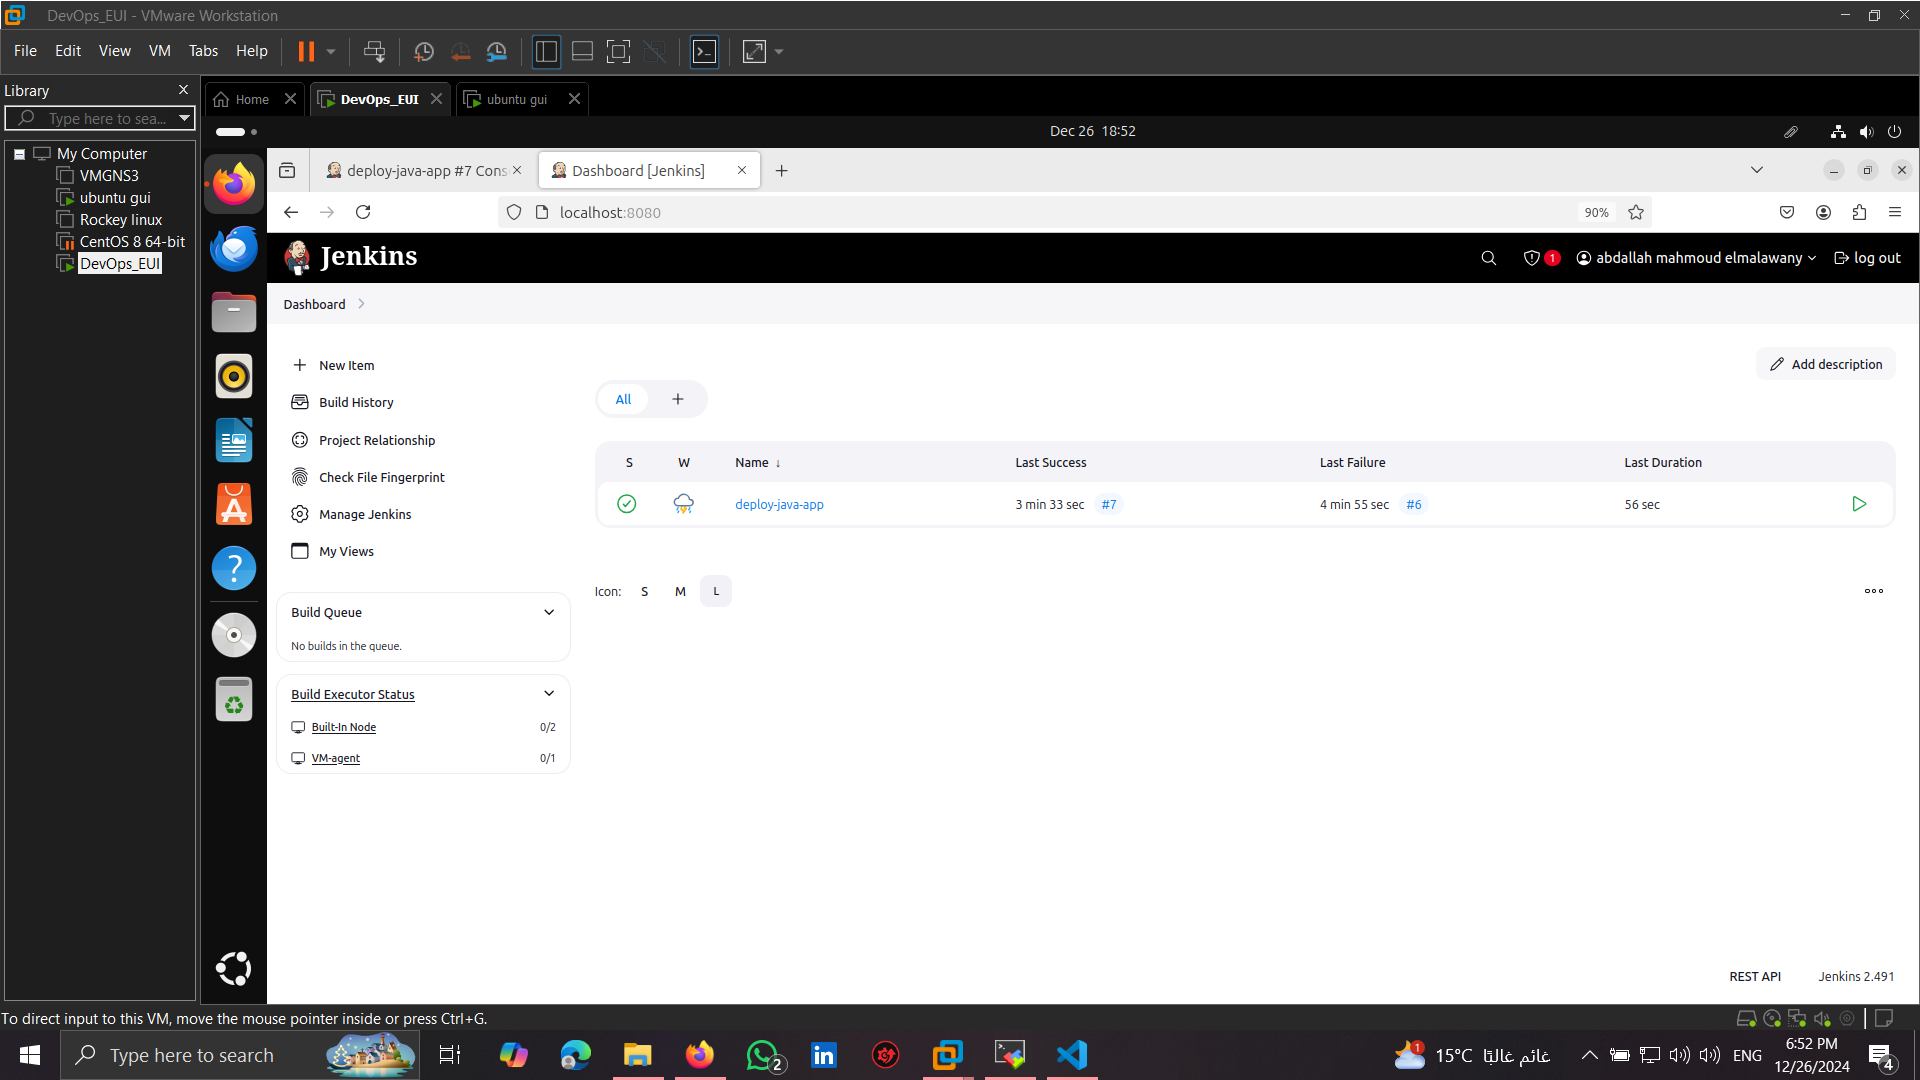 DevOps_EUI - VMware Workstation
File Edit View VM Tabs Help
Library
Type here to sea...
My Computer
VMGNS3
ubuntu gui
Rockey linux
CentOS 8 64-bit
DevOps_EUI
Home
DevOps_EUI
ubuntu gui
Dec 26 18:52
deploy-java-app #7 Cons
Dashboard [Jenkins]
localhost:8080
90%
Jenkins
1
abdallah mahmoud elmalawany
log out
Dashboard
New Item
Build History
Project Relationship
Check File Fingerprint
Manage Jenkins
My Views
Build Queue
No builds in the queue.
Build Executor Status
Built-In Node 0/2
VM-agent 0/1
Add description
All
S W Name ↓ Last Success Last Failure Last Duration
deploy-java-app 3 min 33 sec #7 4 min 55 sec #6 56 sec
Icon: S M L
REST API Jenkins 2.491
To direct input to this VM, move the mouse pointer inside or press Ctrl+G.
Type here to search
2
1
15°C غائم غالبًا
ENG
6:52 PM
12/26/2024
4